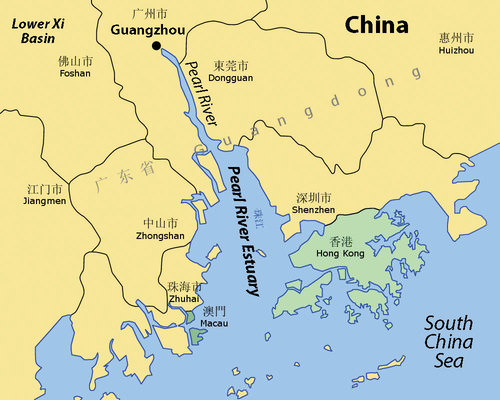 Lower Xi
Basin
广州市
Guangzhou
China
惠州市
Huizhou
佛山市
Foshan
東莞市
Dongguan
Pearl River
广东省 Guangdong
江门市
Jiangmen
中山市
Zhongshan
Pearl River Estuary
珠江
深圳市
Shenzhen
香港
Hong Kong
珠海市
Zhuhai
澳門
Macau
South
China
Sea